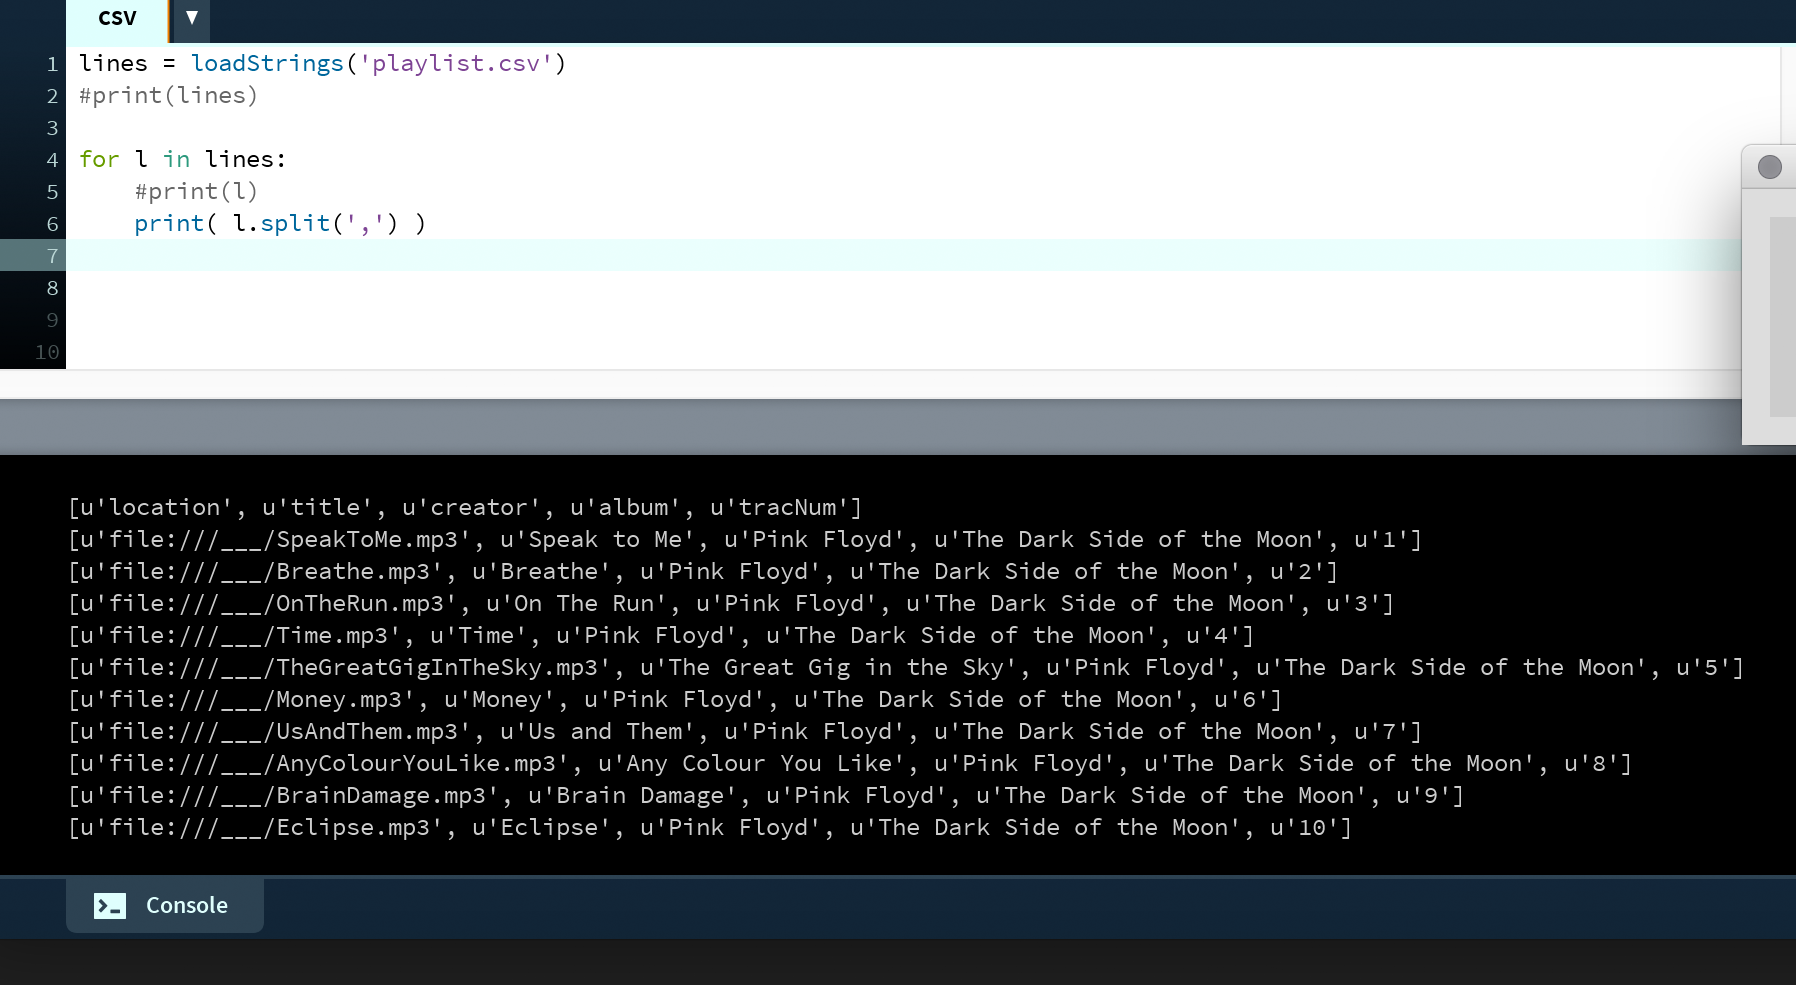 CSV ▼
1 lines = loadStrings('playlist.csv')
2 #print(lines)
3
4 for l in lines:
5     #print(l)
6     print( l.split(',') )
7
8
9
10
[u'location', u'title', u'creator', u'album', u'tracNum']
[u'file:///___/SpeakToMe.mp3', u'Speak to Me', u'Pink Floyd', u'The Dark Side of the Moon', u'1']
[u'file:///___/Breathe.mp3', u'Breathe', u'Pink Floyd', u'The Dark Side of the Moon', u'2']
[u'file:///___/OnTheRun.mp3', u'On The Run', u'Pink Floyd', u'The Dark Side of the Moon', u'3']
[u'file:///___/Time.mp3', u'Time', u'Pink Floyd', u'The Dark Side of the Moon', u'4']
[u'file:///___/TheGreatGigInTheSky.mp3', u'The Great Gig in the Sky', u'Pink Floyd', u'The Dark Side of the Moon', u'5']
[u'file:///___/Money.mp3', u'Money', u'Pink Floyd', u'The Dark Side of the Moon', u'6']
[u'file:///___/UsAndThem.mp3', u'Us and Them', u'Pink Floyd', u'The Dark Side of the Moon', u'7']
[u'file:///___/AnyColourYouLike.mp3', u'Any Colour You Like', u'Pink Floyd', u'The Dark Side of the Moon', u'8']
[u'file:///___/BrainDamage.mp3', u'Brain Damage', u'Pink Floyd', u'The Dark Side of the Moon', u'9']
[u'file:///___/Eclipse.mp3', u'Eclipse', u'Pink Floyd', u'The Dark Side of the Moon', u'10']
Console